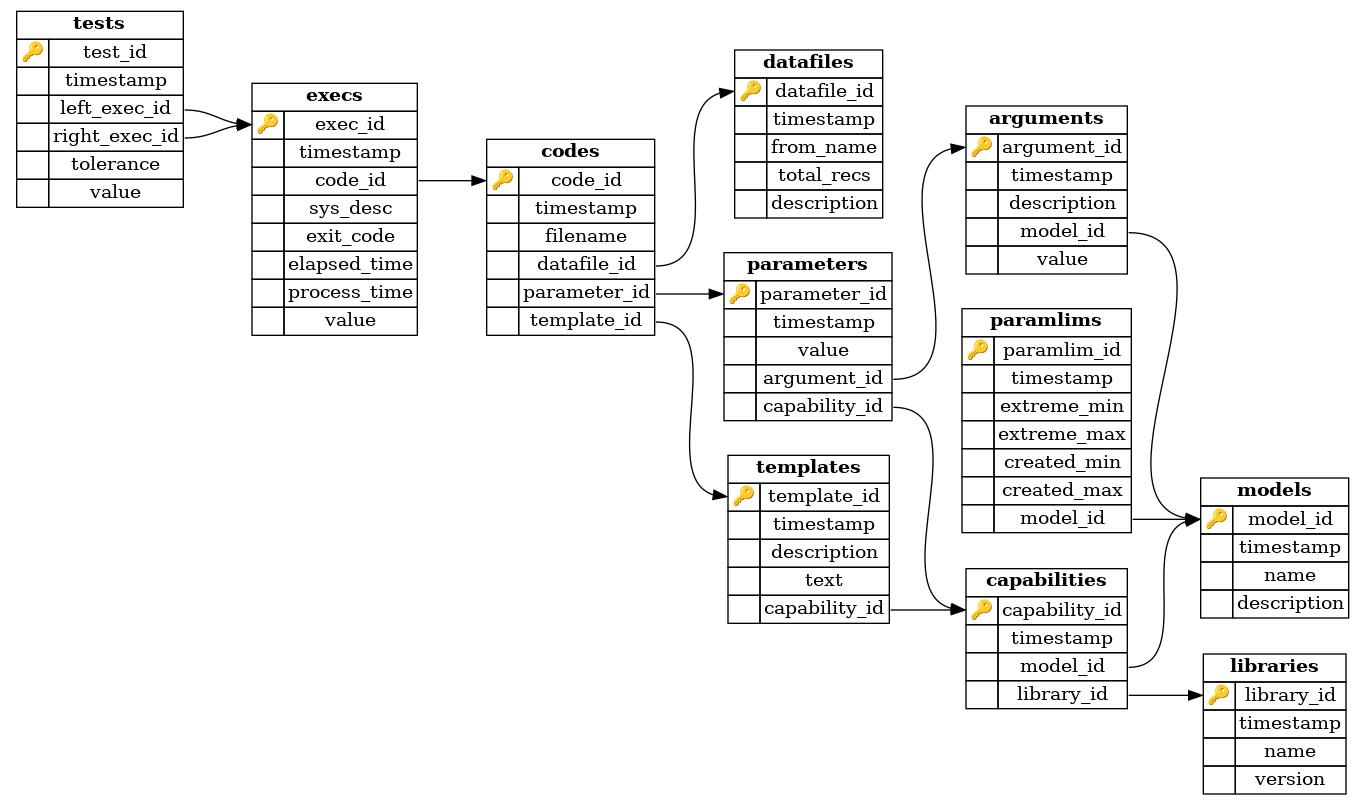 tests
test_id
timestamp
left_exec_id
right_exec_id
tolerance
value
execs
exec_id
timestamp
code_id
sys_desc
exit_code
elapsed_time
process_time
value
codes
code_id
timestamp
filename
datafile_id
parameter_id
template_id
datafiles
datafile_id
timestamp
from_name
total_recs
description
parameters
parameter_id
timestamp
value
argument_id
capability_id
templates
template_id
timestamp
description
text
capability_id
arguments
argument_id
timestamp
description
model_id
value
paramlims
paramlim_id
timestamp
extreme_min
extreme_max
created_min
created_max
model_id
capabilities
capability_id
timestamp
model_id
library_id
models
model_id
timestamp
name
description
libraries
library_id
timestamp
name
version